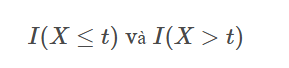 I(X ≤ t) và I(X > t)